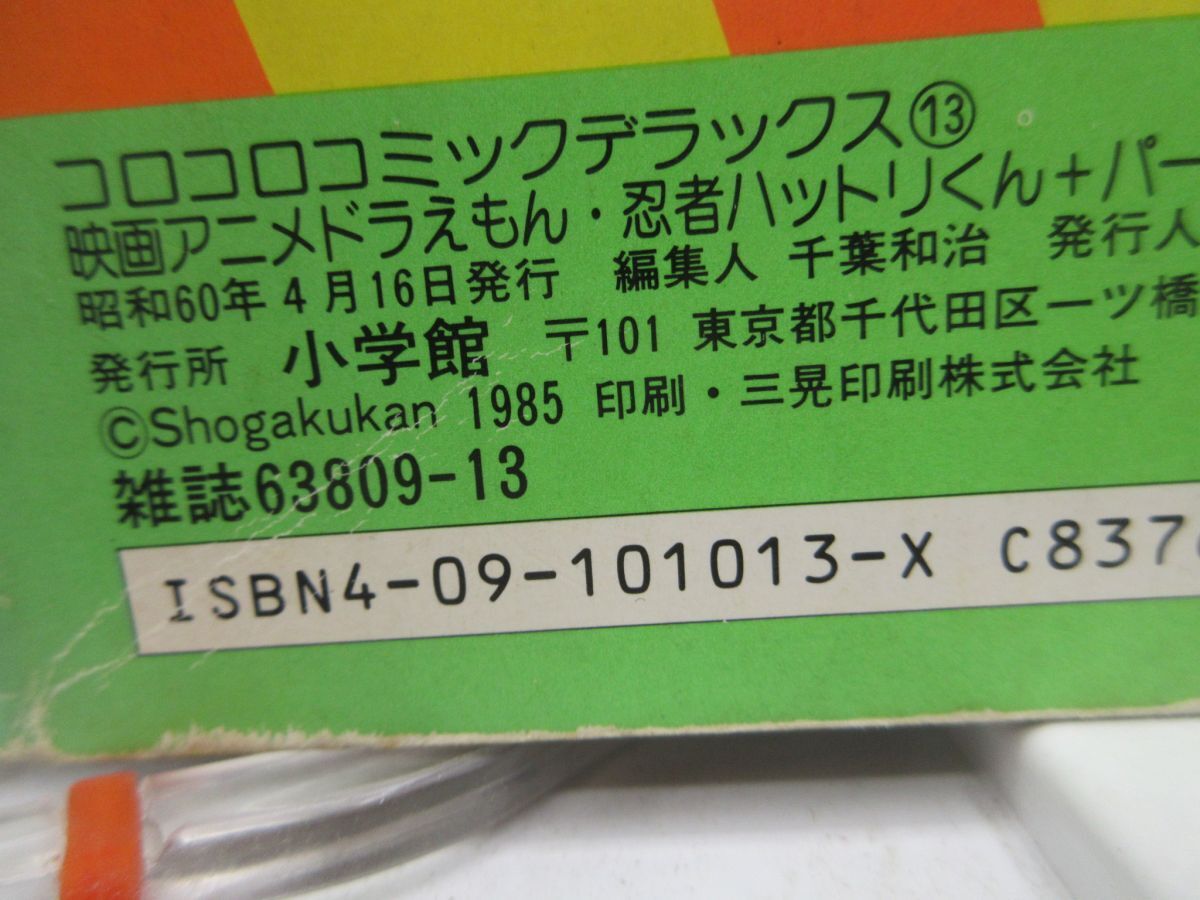 コロコロコミックデラックス⑬
映画アニメドラえもん・忍者ハットリくん+パー
昭和60年4月16日発行 編集人 千葉和治 発行人
発行所 小学館 〒101 東京都千代田区一ツ橋
©Shogakukan 1985 印刷・三晃印刷株式会社
雑誌63809-13
ISBN4-09-101013-X C837